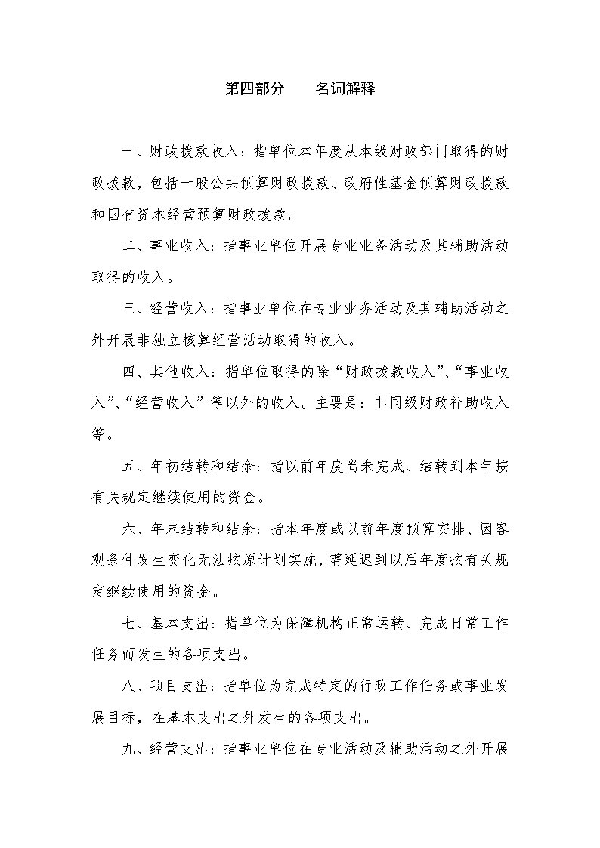 第四部分 名词解释
一、财政拨款收入：指单位本年度从本级财政部门取得的财
政拨款，包括一般公共预算财政拨款、政府性基金预算财政拨款
和国有资本经营预算财政拨款。
二、事业收入：指事业单位开展专业业务活动及其辅助活动
取得的收入。
三、经营收入：指事业单位在专业业务活动及其辅助活动之
外开展非独立核算经营活动取得的收入。
四、其他收入：指单位取得的除“财政拨款收入”、“事业收
入”、“经营收入”等以外的收入。主要是：非同级财政补助收入
等。
五、年初结转和结余：指以前年度尚未完成、结转到本年按
有关规定继续使用的资金。
六、年末结转和结余：指本年度或以前年度预算安排、因客
观条件发生变化无法按原计划实施，需延迟到以后年度按有关规
定继续使用的资金。
七、基本支出：指单位为保障机构正常运转、完成日常工作
任务而发生的各项支出。
八、项目支出：指单位为完成特定的行政工作任务或事业发
展目标，在基本支出之外发生的各项支出。
九、经营支出：指事业单位在专业活动及辅助活动之外开展